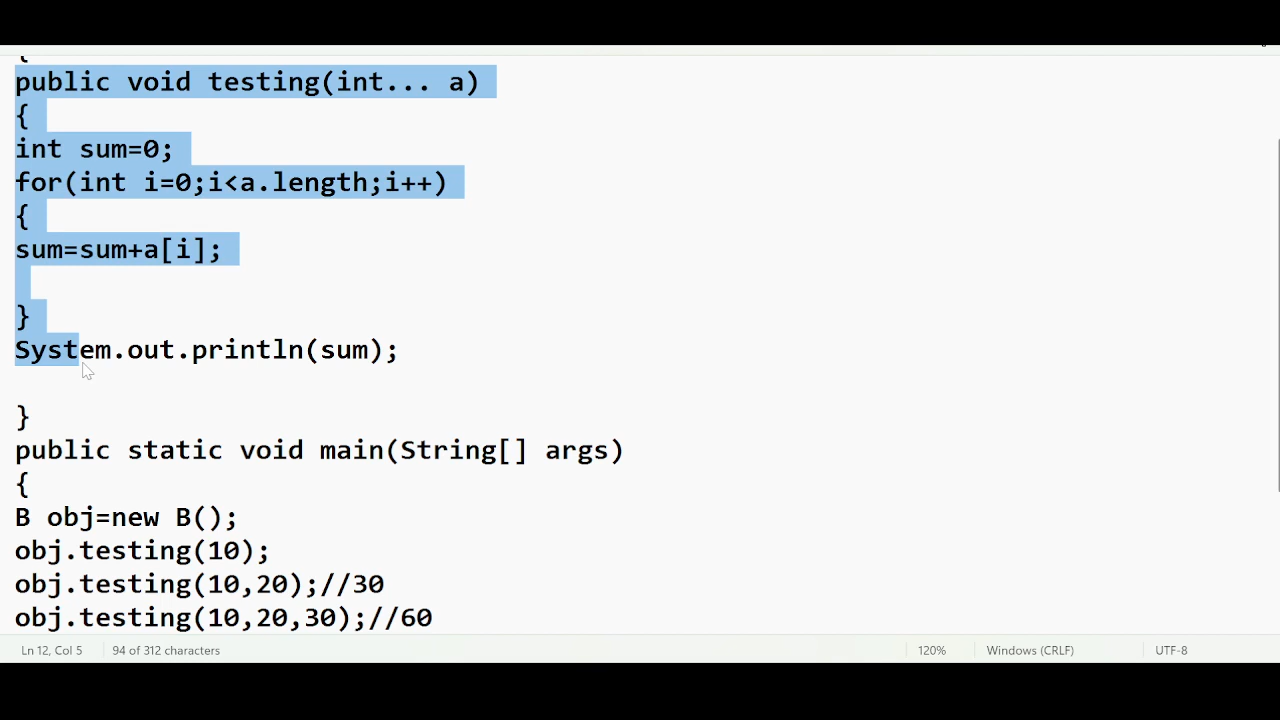 {
public void testing(int... a)
{
int sum=0;
for(int i=0;i<a.length;i++)
{
sum=sum+a[i];
}
System.out.println(sum);
}
public static void main(String[] args)
{
B obj=new B();
obj.testing(10);
obj.testing(10,20);//30
obj.testing(10,20,30);//60
Ln 12, Col 5 94 of 312 characters 120% Windows (CRLF) UTF-8